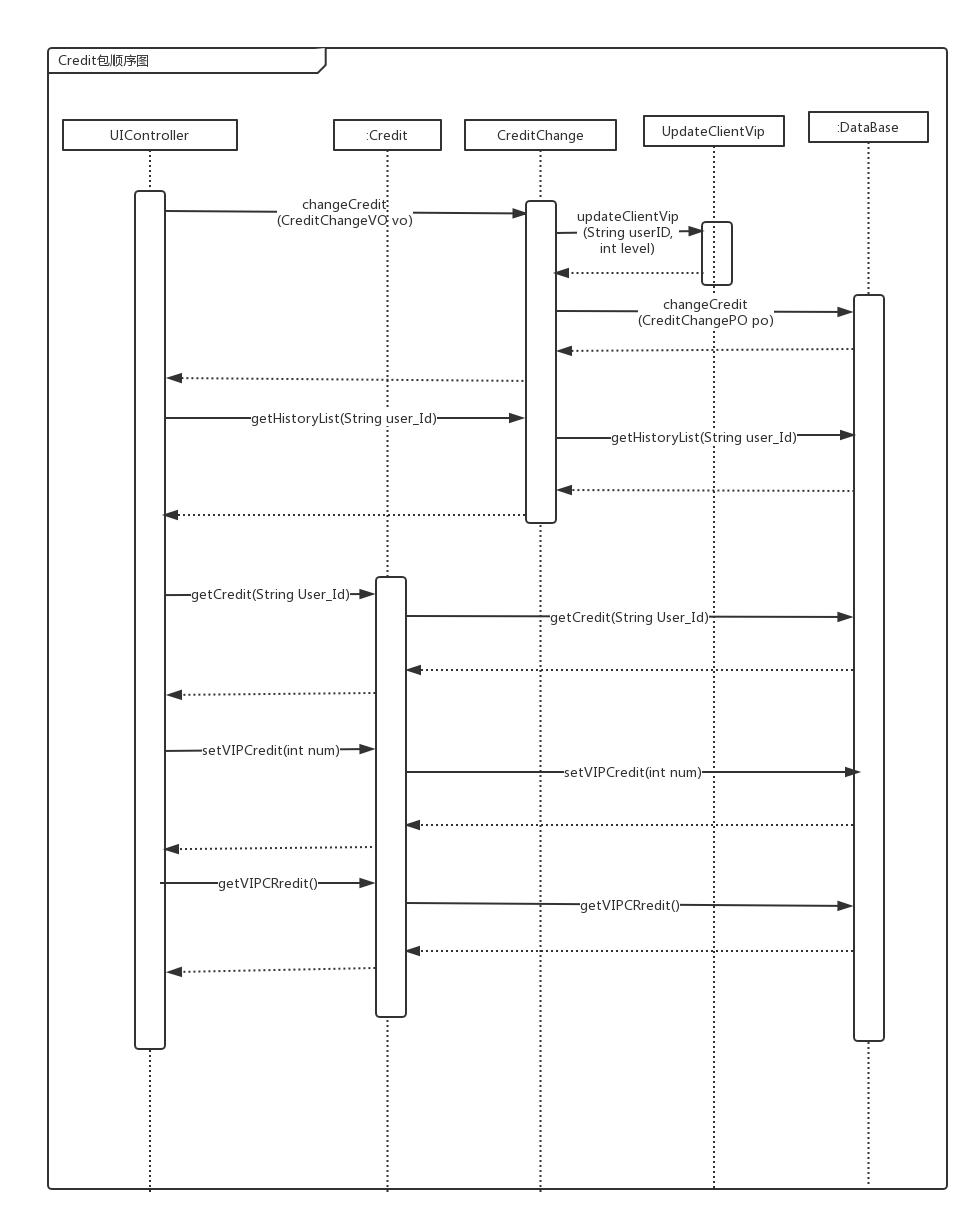 Credit包顺序图
UIController
:Credit
CreditChange
UpdateClientVip
:DataBase
changeCredit
(CreditChangeVO vo)
updateClientVip
(String userID,
int level)
changeCredit
(CreditChangePO po)
getHistoryList(String user_Id)
getHistoryList(String user_Id)
getCredit(String User_Id)
getCredit(String User_Id)
setVIPCredit(int num)
setVIPCredit(int num)
getVIPCRredit()
getVIPCRredit()